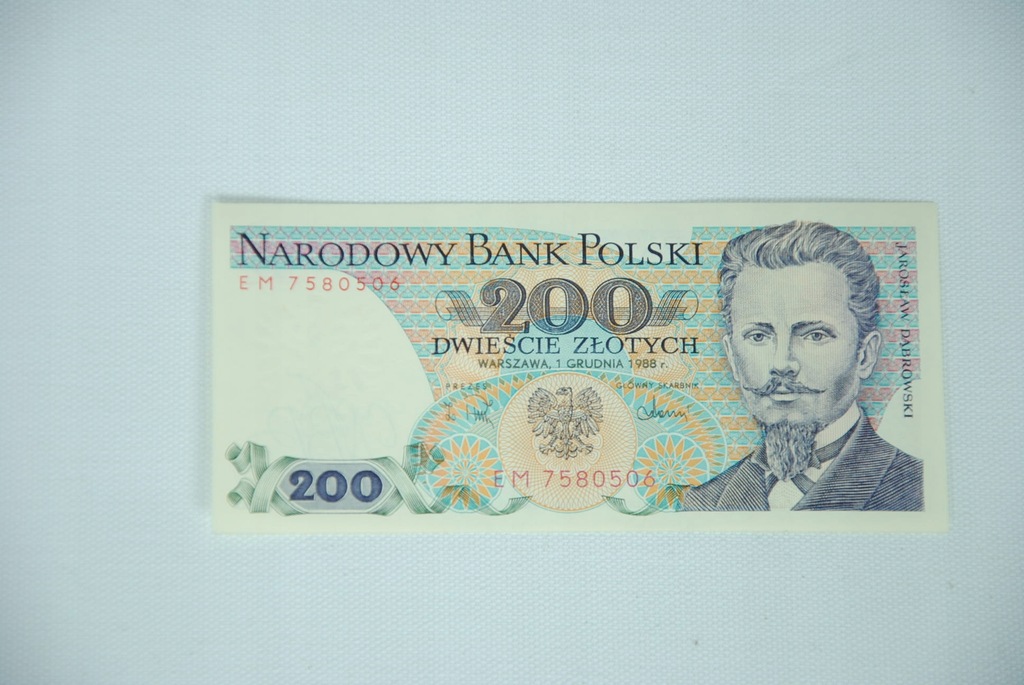 NARODOWY BANK POLSKI
EM 7580506
200
DWIEŚCIE ZŁOTYCH
WARSZAWA, 1 GRUDNIA 1988 r.
PREZES
GŁÓWNY SKARBNIK
EM 7580506
200
JAROSŁAW DĄBROWSKI